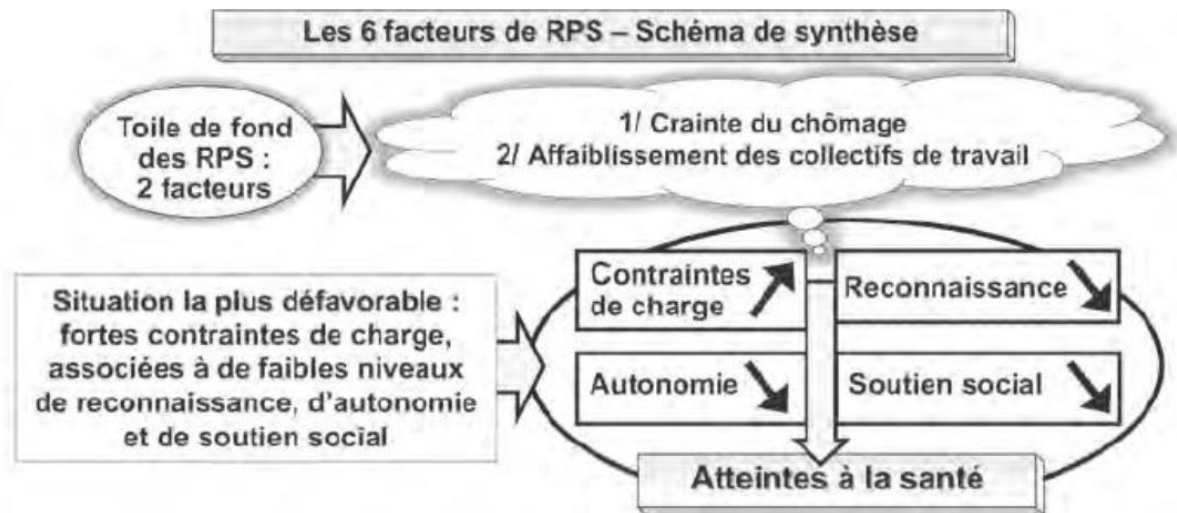 Les 6 facteurs de RPS – Schéma de synthèse
Toile de fond
des RPS :
2 facteurs
1/ Crainte du chômage
2/ Affaiblissement des collectifs de travail
Situation la plus défavorable :
fortes contraintes de charge,
associées à de faibles niveaux
de reconnaissance, d'autonomie
et de soutien social
Contraintes
de charge
Reconnaissance
Autonomie
Soutien social
Atteintes à la santé